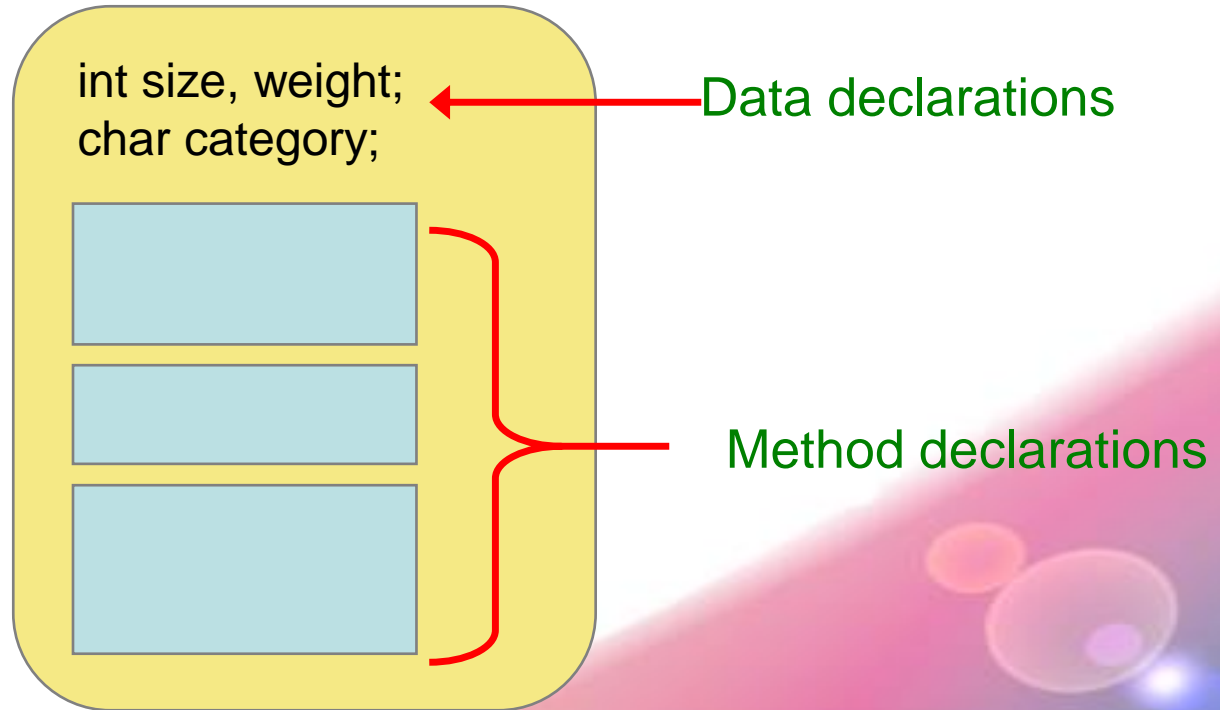 int size, weight;
char category;
Data declarations
Method declarations